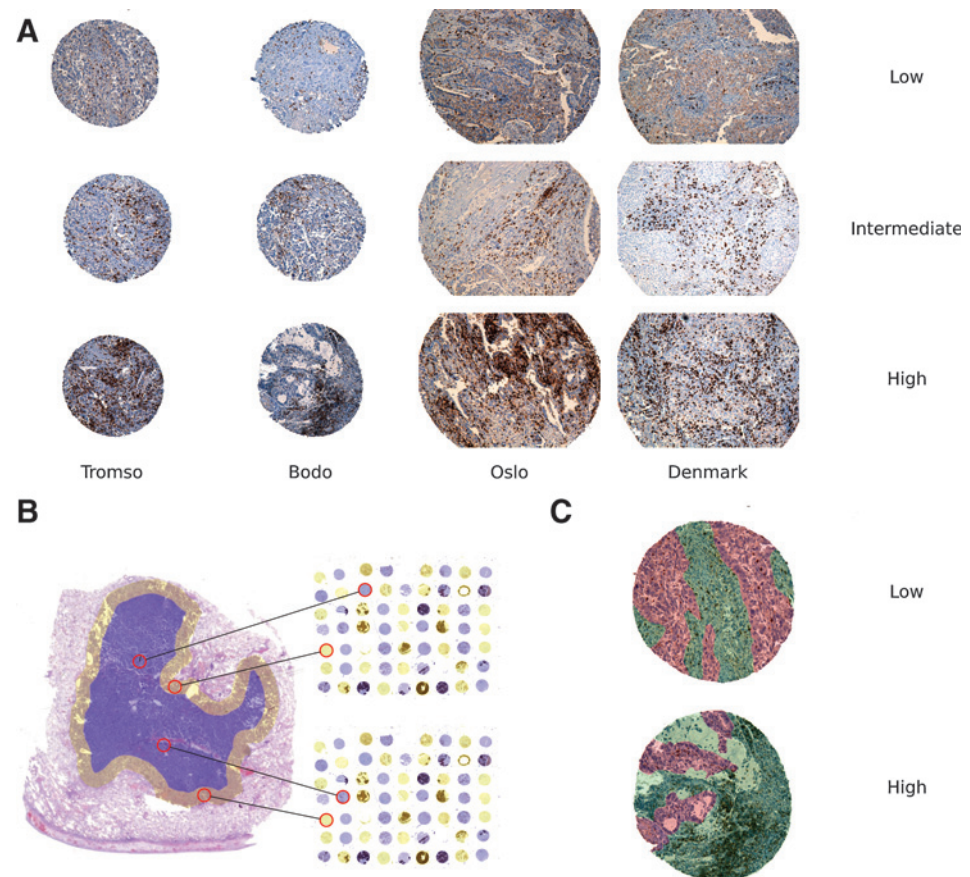 A
Low
Intermediate
High
Tromso
Bodo
Oslo
Denmark
B
C
Low
High